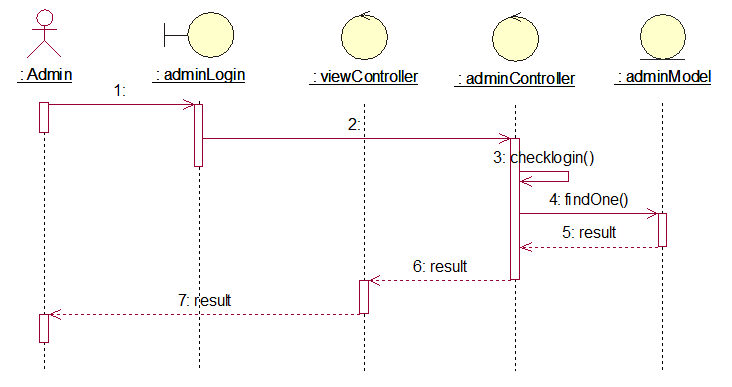 : Admin
: adminLogin
: viewController
: adminController
: adminModel
1:
2:
3: checklogin()
4: findOne()
5: result
6: result
7: result